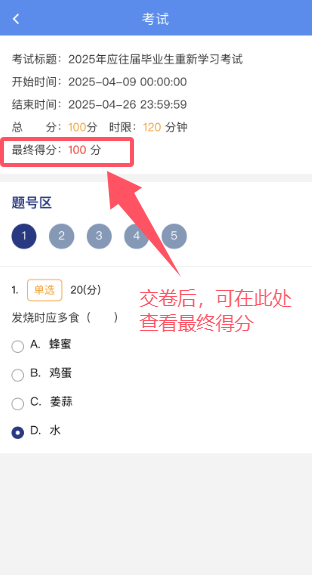 考试
考试标题：2025年应往届毕业生重新学习考试
开始时间：2025-04-09 00:00:00
结束时间：2025-04-26 23:59:59
总　　分：100分　时限：120 分钟
最终得分：100 分
题号区
1 2 3 4 5
1. 单选 20(分)
交卷后，可在此处
查看最终得分
发烧时应多食（　　）
A. 蜂蜜
B. 鸡蛋
C. 姜蒜
D. 水